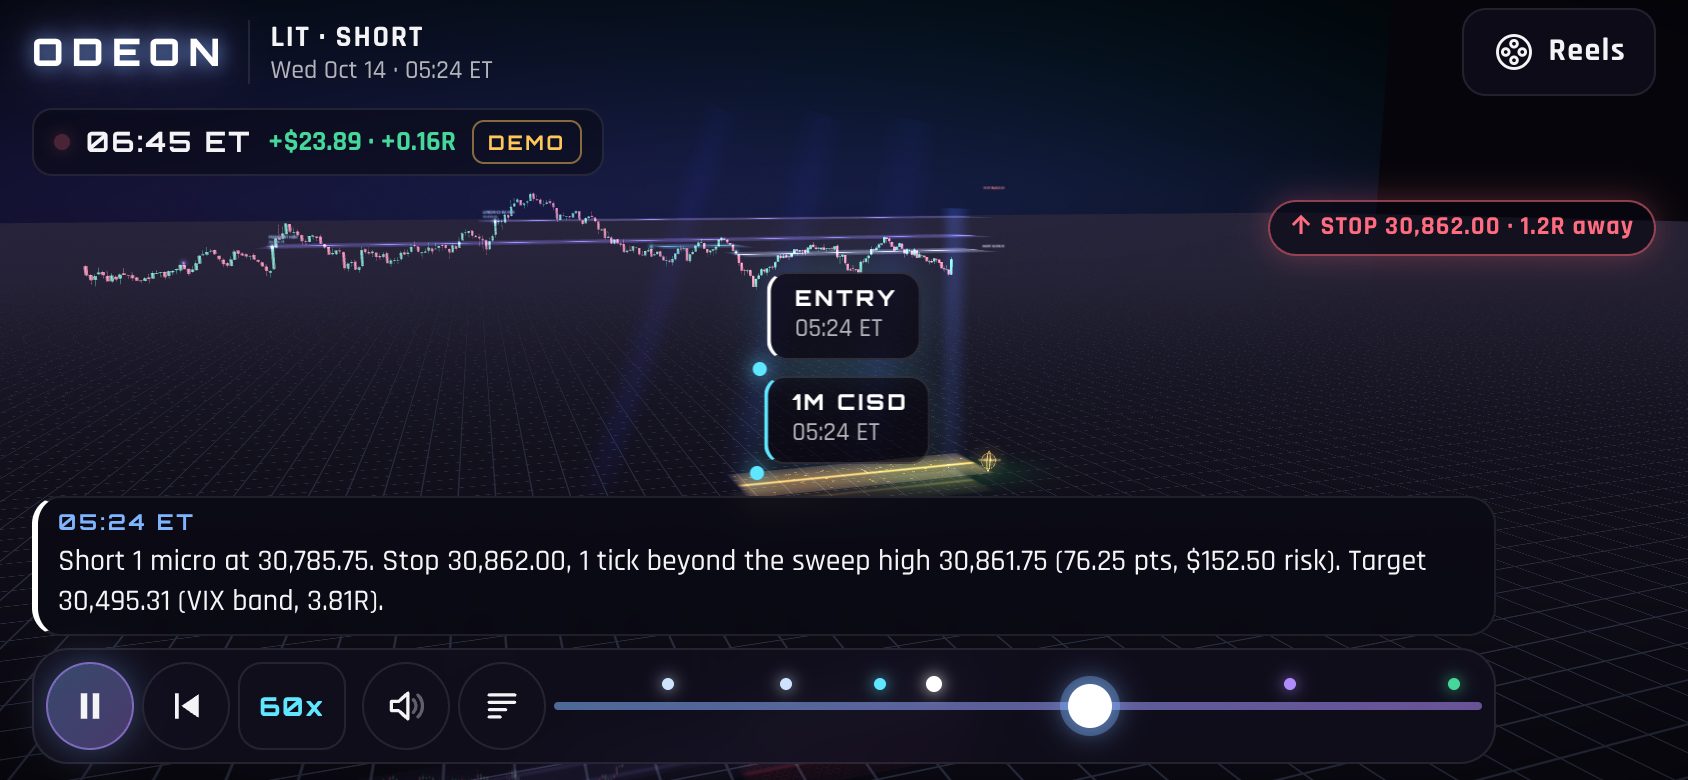 ODEON
LIT · SHORT
Wed Oct 14 · 05:24 ET
Reels
06:45 ET +$23.89 · +0.16R DEMO
↑ STOP 30,862.00 · 1.2R away
ENTRY
05:24 ET
1M CISD
05:24 ET
05:24 ET
Short 1 micro at 30,785.75. Stop 30,862.00, 1 tick beyond the sweep high 30,861.75 (76.25 pts, $152.50 risk). Target
30,495.31 (VIX band, 3.81R).
60x